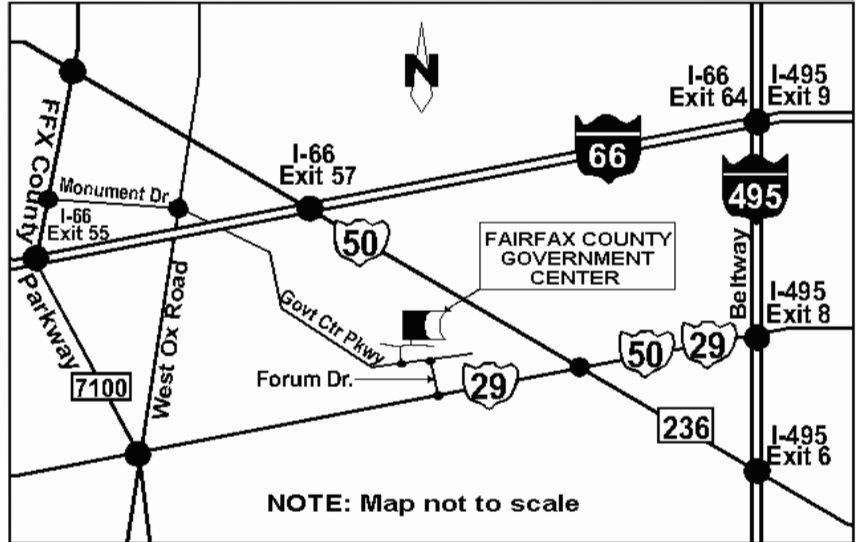 N
I-66
Exit 64
I-495
Exit 9
I-66
Exit 57
66
495
FFX County
Monument Dr
I-66
Exit 55
50
FAIRFAX COUNTY
GOVERNMENT
CENTER
Beltway
I-495
Exit 8
Parkway
West Ox Road
Govt Ctr Pkwy
50
29
Forum Dr.
29
7100
236
I-495
Exit 6
NOTE: Map not to scale